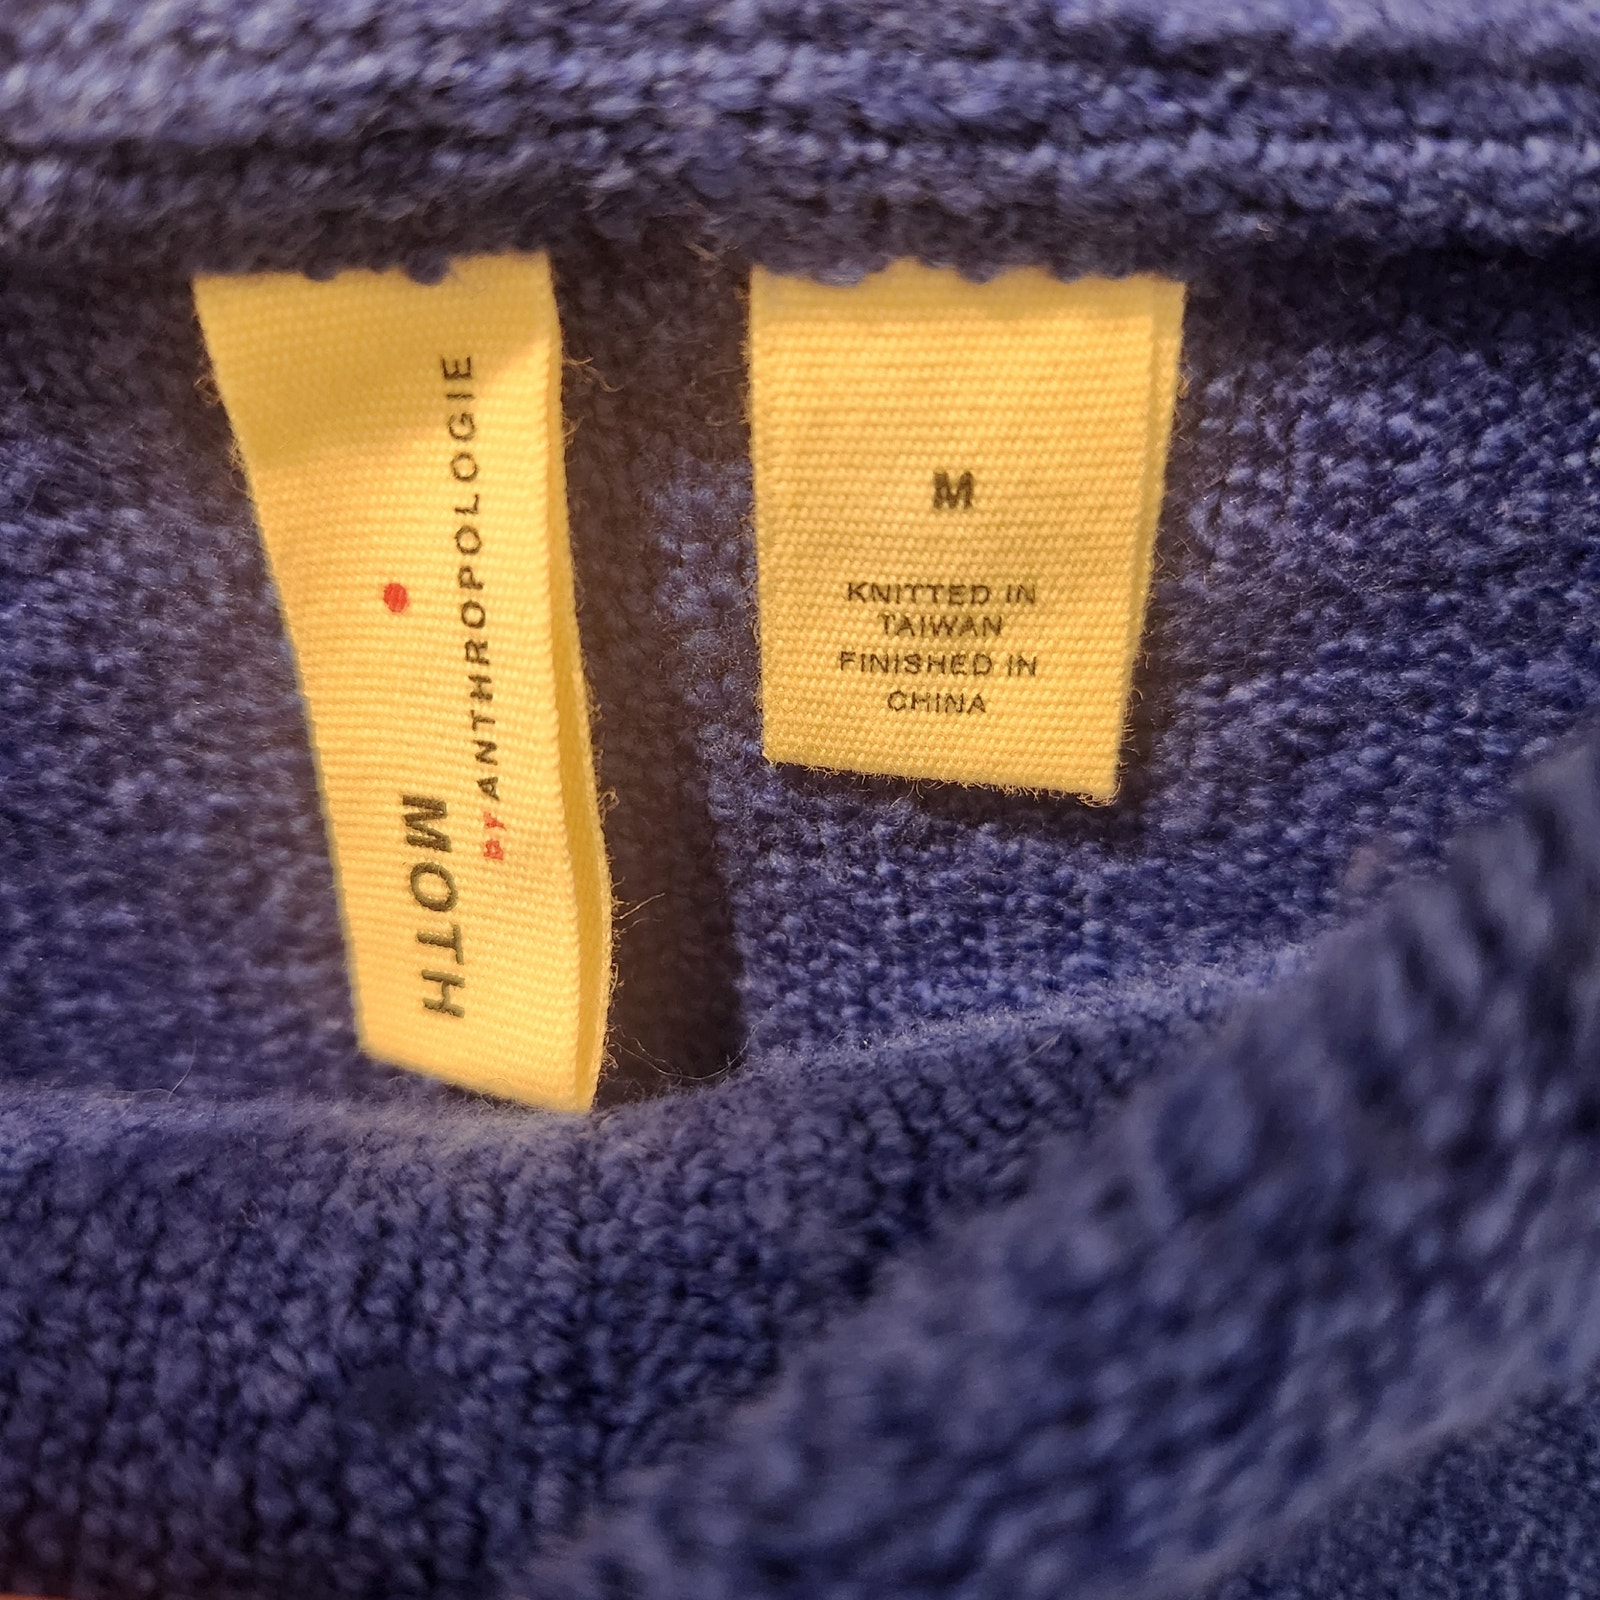 MOTH
BY ANTHROPOLOGIE
M
KNITTED IN
TAIWAN
FINISHED IN
CHINA